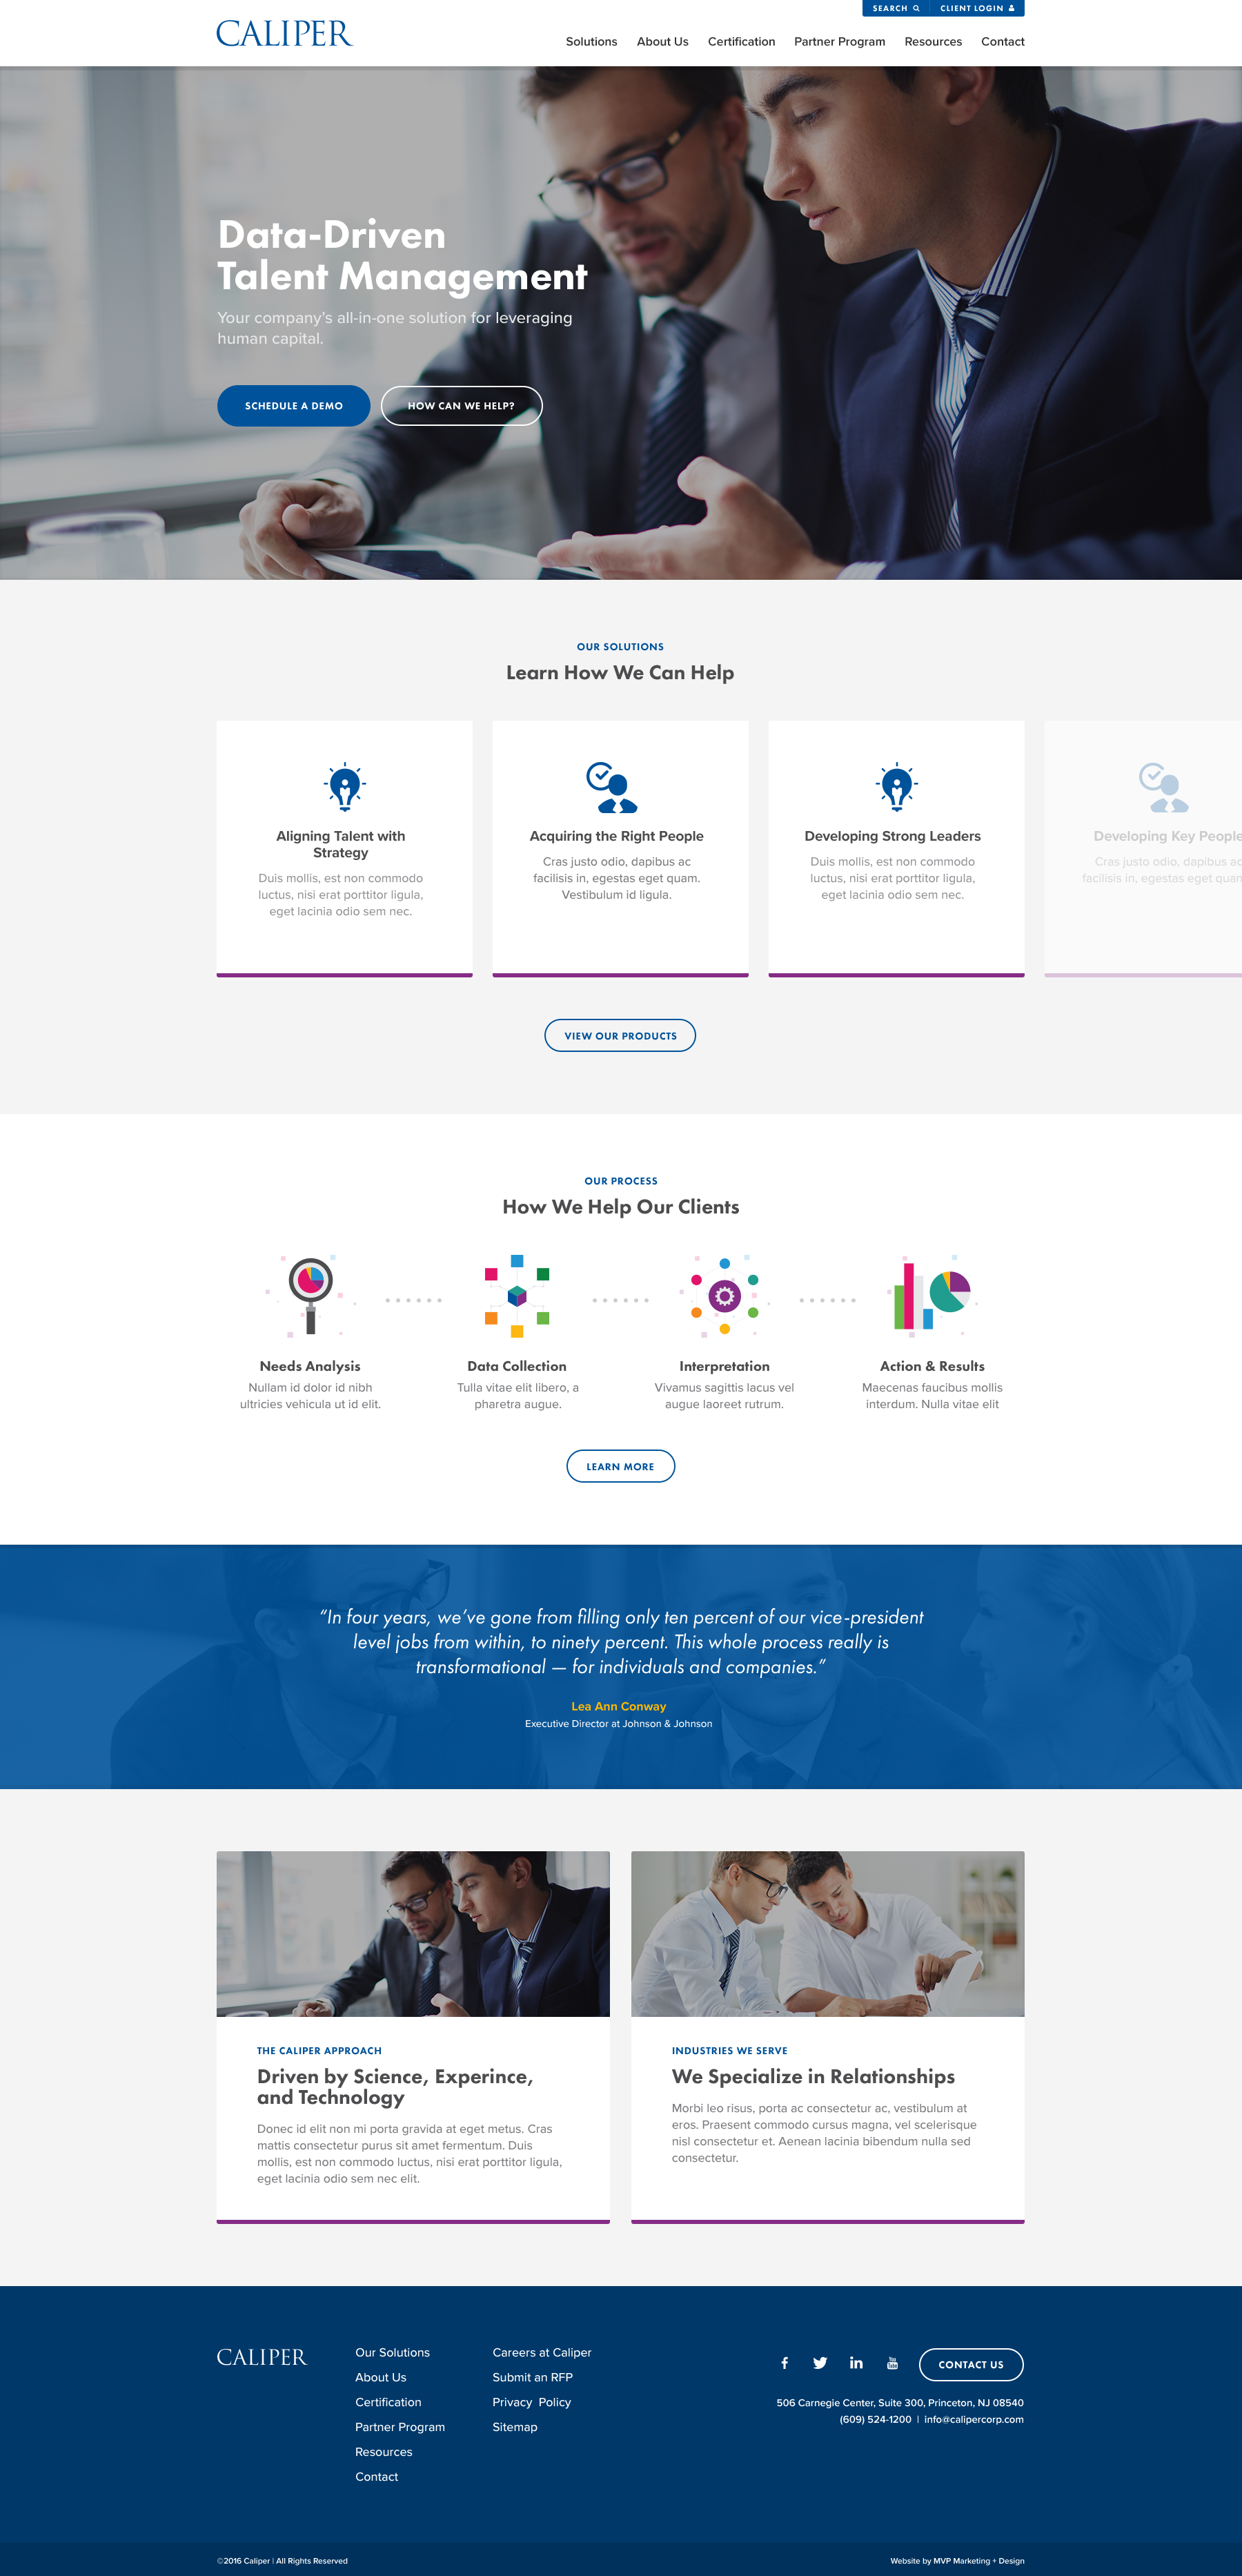 SEARCH
CLIENT LOGIN
CALIPER
Solutions About Us Certification Partner Program Resources Contact
Data-Driven
Talent Management
Your company's all-in-one solution for leveraging
human capital.
SCHEDULE A DEMO
HOW CAN WE HELP?
OUR SOLUTIONS
Learn How We Can Help
Aligning Talent with
Strategy
Duis mollis, est non commodo
luctus, nisi erat porttitor ligula,
eget lacinia odio sem nec.
Acquiring the Right People
Cras justo odio, dapibus ac
facilisis in, egestas eget quam.
Vestibulum id ligula.
Developing Strong Leaders
Duis mollis, est non commodo
luctus, nisi erat porttitor ligula,
eget lacinia odio sem nec.
Developing Key People
Cras justo odio, dapibus ac
facilisis in, egestas eget quam
VIEW OUR PRODUCTS
OUR PROCESS
How We Help Our Clients
Needs Analysis
Nullam id dolor id nibh
ultricies vehicula ut id elit.
Data Collection
Tulla vitae elit libero, a
pharetra augue.
Interpretation
Vivamus sagittis lacus vel
augue laoreet rutrum.
Action & Results
Maecenas faucibus mollis
interdum. Nulla vitae elit
LEARN MORE
“In four years, we've gone from filling only ten percent of our vice-president
level jobs from within, to ninety percent. This whole process really is
transformational — for individuals and companies.”
Lea Ann Conway
Executive Director at Johnson & Johnson
THE CALIPER APPROACH
Driven by Science, Experince,
and Technology
Donec id elit non mi porta gravida at eget metus. Cras
mattis consectetur purus sit amet fermentum. Duis
mollis, est non commodo luctus, nisi erat porttitor ligula,
eget lacinia odio sem nec elit.
INDUSTRIES WE SERVE
We Specialize in Relationships
Morbi leo risus, porta ac consectetur ac, vestibulum at
eros. Praesent commodo cursus magna, vel scelerisque
nisl consectetur et. Aenean lacinia bibendum nulla sed
consectetur.
CALIPER
Our Solutions
About Us
Certification
Partner Program
Resources
Contact
Careers at Caliper
Submit an RFP
Privacy Policy
Sitemap
CONTACT US
506 Carnegie Center, Suite 300, Princeton, NJ 08540
(609) 524-1200 | info@calipercorp.com
©2016 Caliper | All Rights Reserved
Website by MVP Marketing + Design